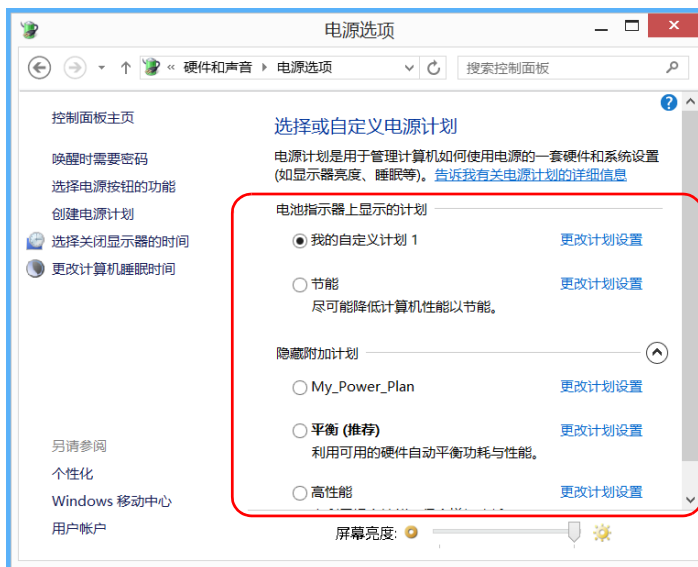 电源选项
« 硬件和声音 ▸ 电源选项
搜索控制面板
控制面板主页
唤醒时需要密码
选择电源按钮的功能
创建电源计划
选择关闭显示器的时间
更改计算机睡眠时间
另请参阅
个性化
Windows 移动中心
用户帐户
选择或自定义电源计划
电源计划是用于管理计算机如何使用电源的一套硬件和系统设置
(如显示器亮度、睡眠等)。告诉我有关电源计划的详细信息
电池指示器上显示的计划
我的自定义计划 1 更改计划设置
节能 更改计划设置
尽可能降低计算机性能以节能。
隐藏附加计划
My_Power_Plan 更改计划设置
平衡 (推荐) 更改计划设置
利用可用的硬件自动平衡功耗与性能。
高性能 更改计划设置
屏幕亮度: